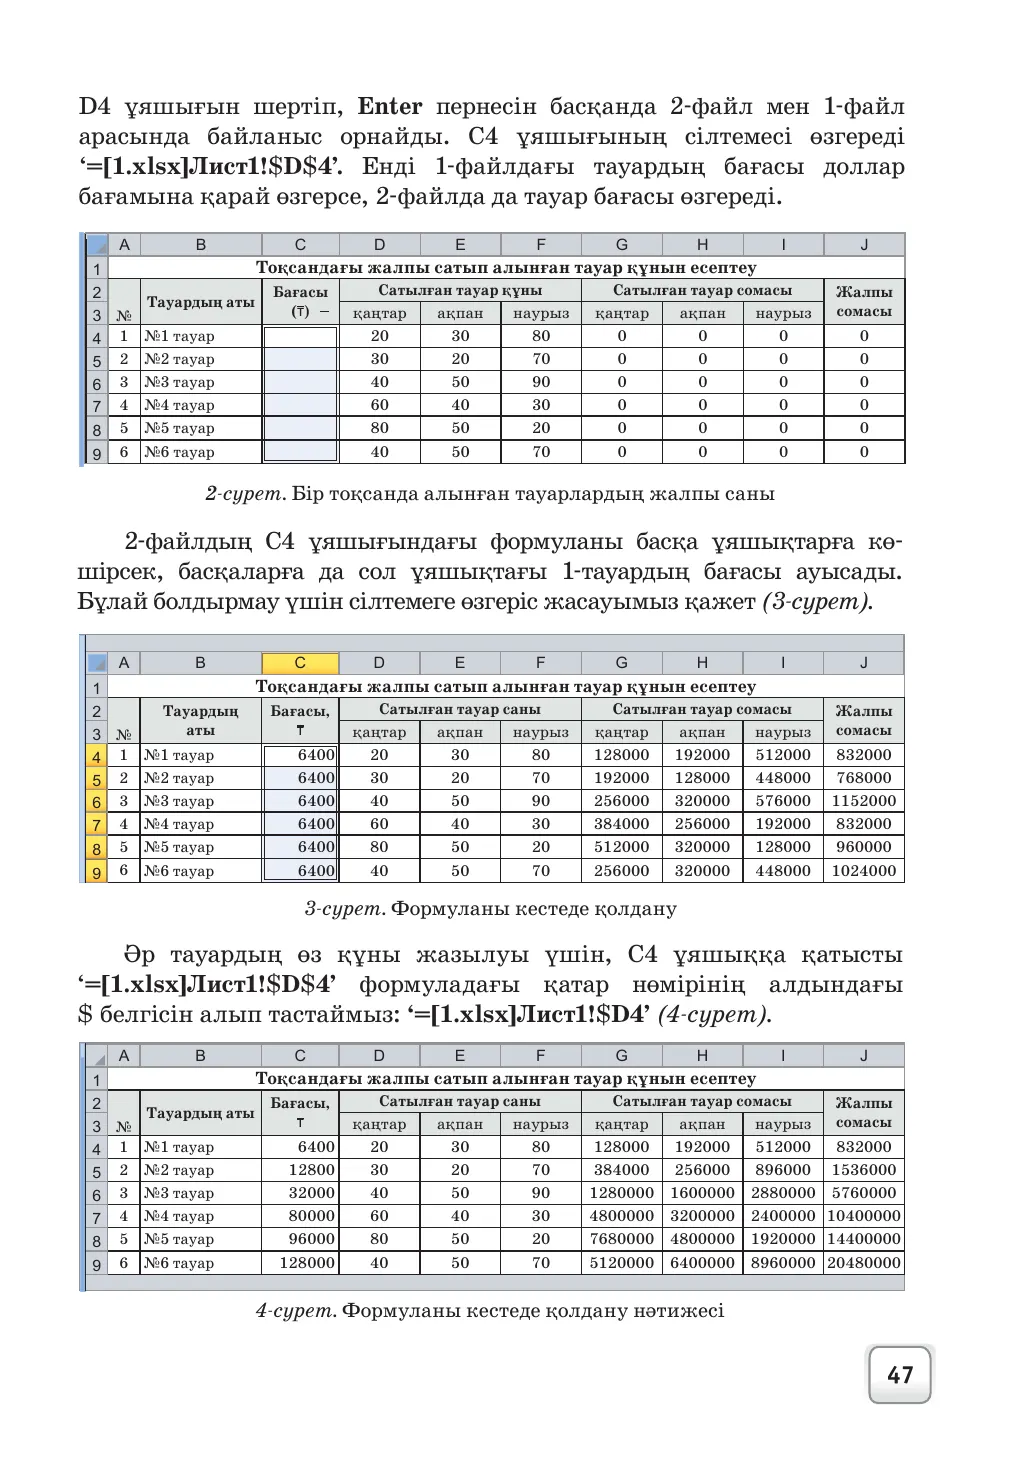 D4 ұяшығын шертіп, Enter пернесін басқанда 2-файл мен 1-файл
арасында байланыс орнайды. С4 ұяшығының сілтемесі өзгереді
‘=[1.xlsx]Лист1!$D$4’. Енді 1-файлдағы тауардың бағасы доллар
бағамына қарай өзгерсе, 2-файлда да тауар бағасы өзгереді.
A B C D E F G H I J
1 Тоқсандағы жалпы сатып алынған тауар құнын есептеу
2 № Тауардың аты Бағасы (₸) – Сатылған тауар құны Сатылған тауар сомасы Жалпы сомасы
3 қаңтар ақпан наурыз қаңтар ақпан наурыз
4 1 №1 тауар 20 30 80 0 0 0 0
5 2 №2 тауар 30 20 70 0 0 0 0
6 3 №3 тауар 40 50 90 0 0 0 0
7 4 №4 тауар 60 40 30 0 0 0 0
8 5 №5 тауар 80 50 20 0 0 0 0
9 6 №6 тауар 40 50 70 0 0 0 0
2-сурет. Бір тоқсанда алынған тауарлардың жалпы саны
2-файлдың С4 ұяшығындағы формуланы басқа ұяшықтарға кө-
шірсек, басқаларға да сол ұяшықтағы 1-тауардың бағасы ауысады.
Бұлай болдырмау үшін сілтемеге өзгеріс жасауымыз қажет (3-сурет).
A B C D E F G H I J
1 Тоқсандағы жалпы сатып алынған тауар құнын есептеу
2 № Тауардың аты Бағасы, ₸ Сатылған тауар саны Сатылған тауар сомасы Жалпы сомасы
3 қаңтар ақпан наурыз қаңтар ақпан наурыз
4 1 №1 тауар 6400 20 30 80 128000 192000 512000 832000
5 2 №2 тауар 6400 30 20 70 192000 128000 448000 768000
6 3 №3 тауар 6400 40 50 90 256000 320000 576000 1152000
7 4 №4 тауар 6400 60 40 30 384000 256000 192000 832000
8 5 №5 тауар 6400 80 50 20 512000 320000 128000 960000
9 6 №6 тауар 6400 40 50 70 256000 320000 448000 1024000
3-сурет. Формуланы кестеде қолдану
Әр тауардың өз құны жазылуы үшін, С4 ұяшыққа қатысты
‘=[1.xlsx]Лист1!$D$4’ формуладағы қатар нөмірінің алдындағы
$ белгісін алып тастаймыз: ‘=[1.xlsx]Лист1!$D4’ (4-сурет).
A B C D E F G H I J
1 Тоқсандағы жалпы сатып алынған тауар құнын есептеу
2 № Тауардың аты Бағасы, ₸ Сатылған тауар саны Сатылған тауар сомасы Жалпы сомасы
3 қаңтар ақпан наурыз қаңтар ақпан наурыз
4 1 №1 тауар 6400 20 30 80 128000 192000 512000 832000
5 2 №2 тауар 12800 30 20 70 384000 256000 896000 1536000
6 3 №3 тауар 32000 40 50 90 1280000 1600000 2880000 5760000
7 4 №4 тауар 80000 60 40 30 4800000 3200000 2400000 10400000
8 5 №5 тауар 96000 80 50 20 7680000 4800000 1920000 14400000
9 6 №6 тауар 128000 40 50 70 5120000 6400000 8960000 20480000
4-сурет. Формуланы кестеде қолдану нәтижесі
47